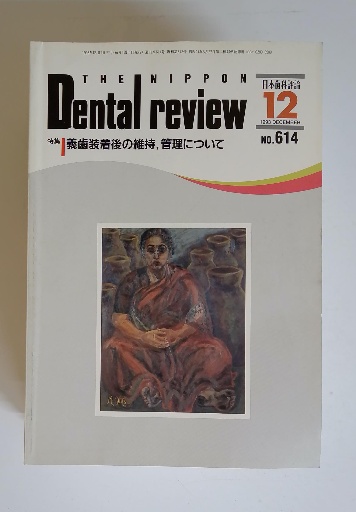 THE NIPPON
Dental review
日本歯科評論
12
1993 DECEMBER
NO.614
特集
義歯装着後の維持,管理について